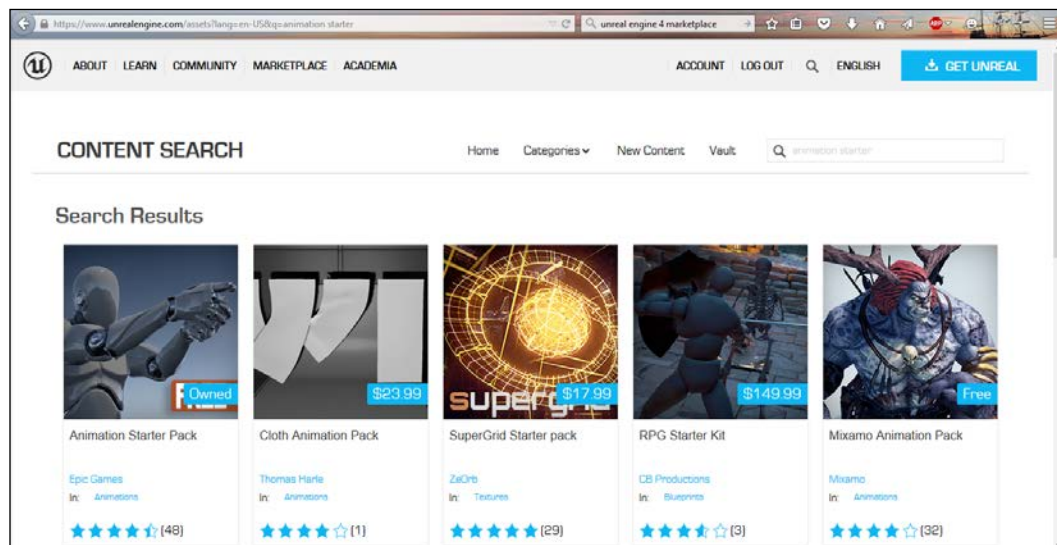 https://www.unrealengine.com/assets?lang=en-US&q=animation starter
unreal engine 4 marketplace
ABP
ABOUT LEARN COMMUNITY MARKETPLACE ACADEMIA
ACCOUNT LOG OUT ENGLISH GET UNREAL
CONTENT SEARCH
Home Categories New Content Vault animation starter
Search Results
Owned $23.99 supergrid $17.99 $149.99 Free
Animation Starter Pack Cloth Animation Pack SuperGrid Starter pack RPG Starter Kit Mixamo Animation Pack
Epic Games Thomas Harle ZeOrb CB Productions Mixamo
In: Animations In: Animations In: Textures In: Blueprints In: Animations
(48) (1) (29) (3) (32)